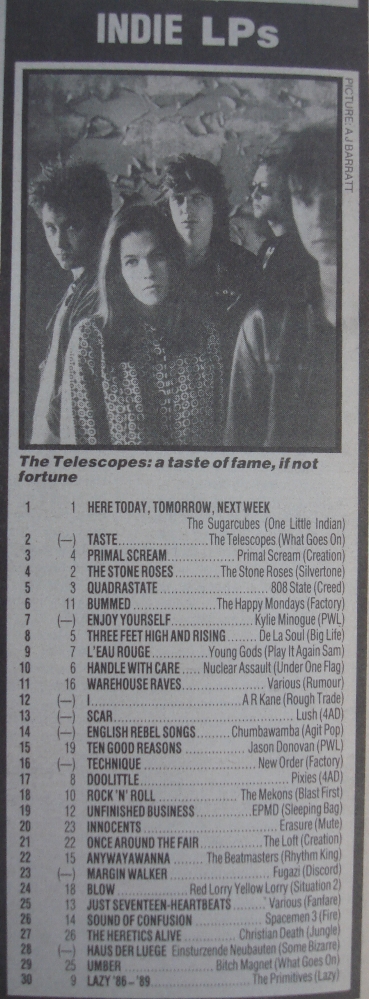 INDIE LPs
PICTURE: A J BARRATT
The Telescopes: a taste of fame, if not
fortune
1 1 HERE TODAY, TOMORROW, NEXT WEEK
The Sugarcubes (One Little Indian)
2 (—) TASTE..................The Telescopes (What Goes On)
3 4 PRIMAL SCREAM............... Primal Scream (Creation)
4 2 THE STONE ROSES..........The Stone Roses (Silvertone)
5 3 QUADRASTATE........................... 808 State (Creed)
6 11 BUMMED..................The Happy Mondays (Factory)
7 (—) ENJOY YOURSELF................... Kylie Minogue (PWL)
8 5 THREE FEET HIGH AND RISING ....... De La Soul (Big Life)
9 7 L'EAU ROUGE............ Young Gods (Play It Again Sam)
10 6 HANDLE WITH CARE .... Nuclear Assault (Under One Flag)
11 16 WAREHOUSE RAVES.................. Various (Rumour)
12 (—) I..................................A R Kane (Rough Trade)
13 (—) SCAR........................................ Lush (4AD)
14 (—) ENGLISH REBEL SONGS........Chumbawamba (Agit Pop)
15 19 TEN GOOD REASONS ............. Jason Donovan (PWL)
16 (—) TECHNIQUE...................... New Order (Factory)
17 8 DOOLITTLE.................................. Pixies (4AD)
18 10 ROCK 'N' ROLL ................ The Mekons (Blast First)
19 12 UNFINISHED BUSINESS............EPMD (Sleeping Bag)
20 23 INNOCENTS............................ Erasure (Mute)
21 22 ONCE AROUND THE FAIR.............The Loft (Creation)
22 15 ANYWAYAWANNA ....... The Beatmasters (Rhythm King)
23 (—) MARGIN WALKER..................... Fugazi (Discord)
24 18 BLOW............. Red Lorry Yellow Lorry (Situation 2)
25 13 JUST SEVENTEEN-HEARTBEATS...... Various (Fanfare)
26 14 SOUND OF CONFUSION............... Spacemen 3 (Fire)
27 26 THE HERETICS ALIVE.......... Christian Death (Jungle)
28 (—) HAUS DER LUEGE Einsturzende Neubauten (Some Bizarre)
29 25 UMBER.................... Bitch Magnet (What Goes On)
30 9 LAZY '86–'89.................... The Primitives (Lazy)